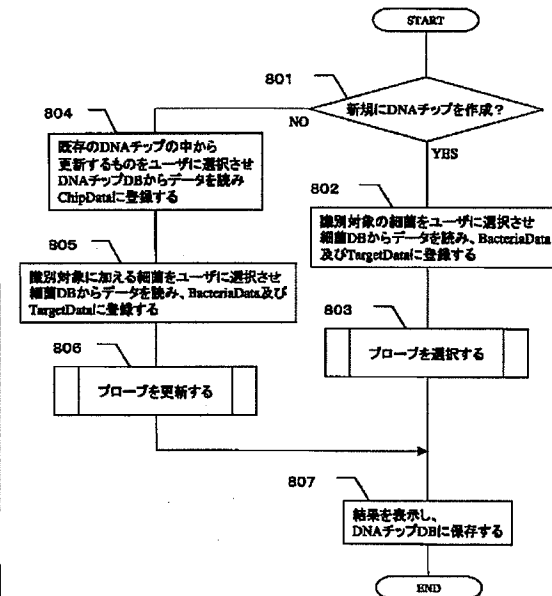 START
801
新規にDNAチップを作成？
NO
YES
804
既存のDNAチップの中から
更新するものをユーザに選択させ
DNAチップDBからデータを読み
ChipDataに登録する
802
識別対象の細菌をユーザに選択させ
細菌DBからデータを読み、BacteriaData
及びTargetDataに登録する
805
識別対象に加える細菌をユーザに選択させ
細菌DBからデータを読み、BacteriaData及び
TargetDataに登録する
803
プローブを選択する
806
プローブを更新する
807
結果を表示し、
DNAチップDBに保存する
END